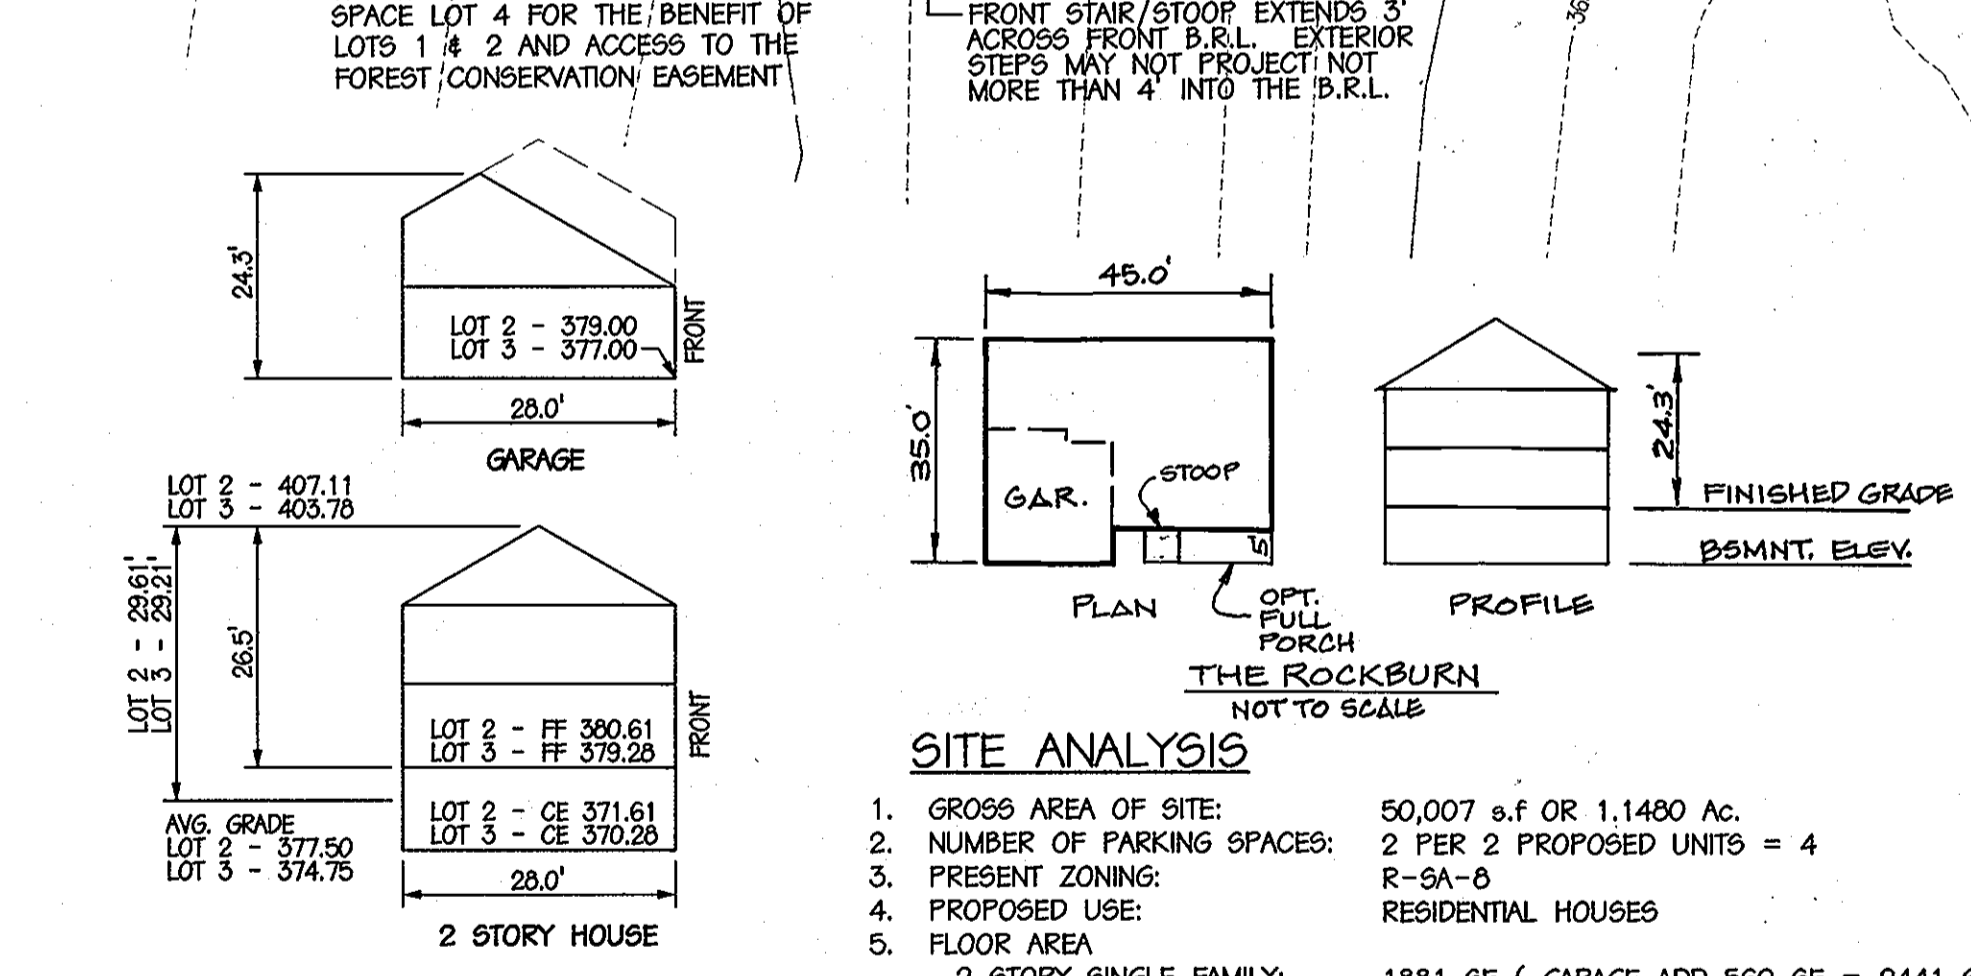 SPACE LOT 4 FOR THE BENEFIT OF
LOTS 1 & 2 AND ACCESS TO THE
FOREST CONSERVATION EASEMENT
FRONT STAIR/STOOP EXTENDS 3'
ACROSS FRONT B.R.L. EXTERIOR
STEPS MAY NOT PROJECT NOT
MORE THAN 4' INTO THE B.R.L.
36
24.3'
LOT 2 - 379.00
LOT 3 - 377.00
FRONT
28.0'
GARAGE
LOT 2 - 407.11
LOT 3 - 403.78
LOT 2 - 29.61'
LOT 3 - 29.21'
26.5'
LOT 2 - FF 380.61
LOT 3 - FF 379.28
FRONT
LOT 2 - CE 371.61
LOT 3 - CE 370.28
AVG. GRADE
LOT 2 - 377.50
LOT 3 - 374.75
28.0'
2 STORY HOUSE
45.0'
35.0'
GAR.
STOOP
5'
PLAN
OPT.
FULL
PORCH
24.3'
FINISHED GRADE
BSMNT. ELEV.
PROFILE
THE ROCKBURN
NOT TO SCALE
SITE ANALYSIS
1. GROSS AREA OF SITE: 50,007 s.f OR 1.1480 Ac.
2. NUMBER OF PARKING SPACES: 2 PER 2 PROPOSED UNITS = 4
3. PRESENT ZONING: R-SA-8
4. PROPOSED USE: RESIDENTIAL HOUSES
5. FLOOR AREA
2 STORY SINGLE FAMILY: